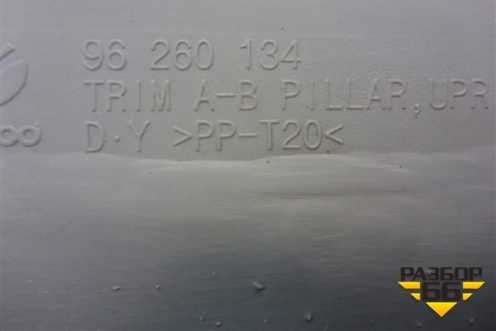 96 260 134
TRIM A-B PILLAR,UPR
D·Y >PP-T20<
РАЗБОР
66